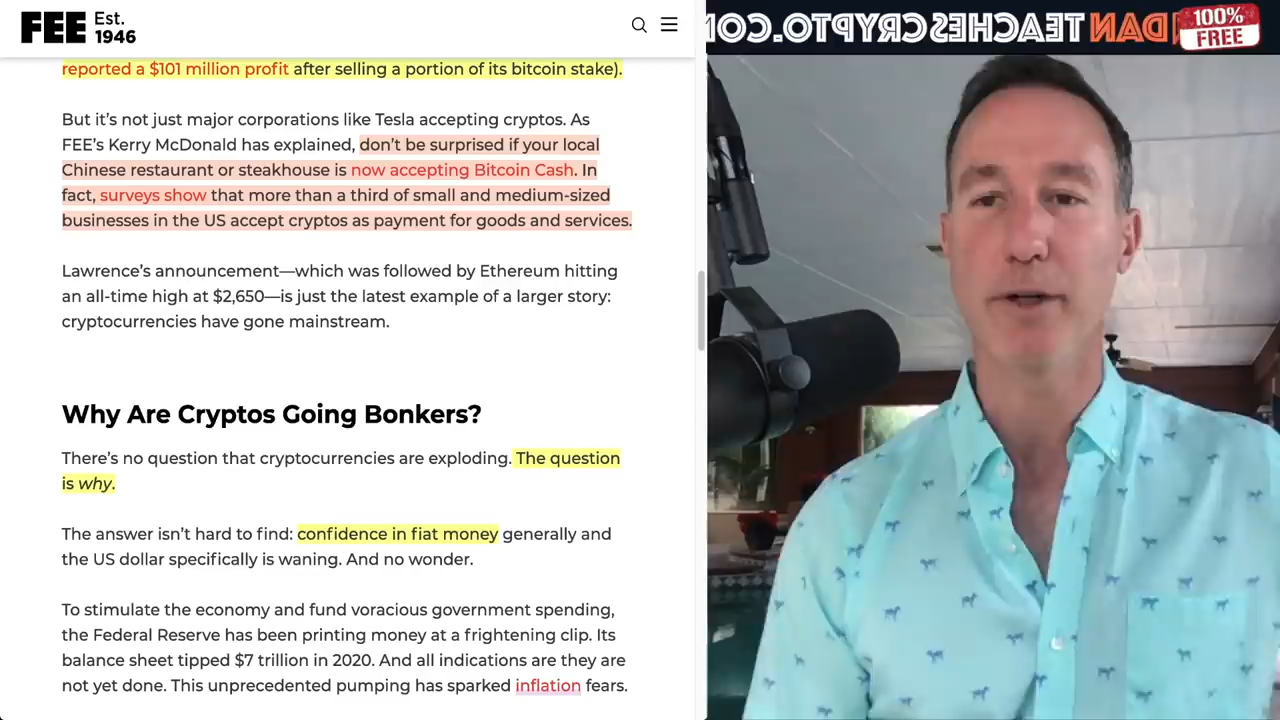 FEE Est.
1946
reported a $101 million profit after selling a portion of its bitcoin stake).
But it’s not just major corporations like Tesla accepting cryptos. As
FEE’s Kerry McDonald has explained, don’t be surprised if your local
Chinese restaurant or steakhouse is now accepting Bitcoin Cash. In
fact, surveys show that more than a third of small and medium-sized
businesses in the US accept cryptos as payment for goods and services.
Lawrence’s announcement—which was followed by Ethereum hitting
an all-time high at $2,650—is just the latest example of a larger story:
cryptocurrencies have gone mainstream.
Why Are Cryptos Going Bonkers?
There’s no question that cryptocurrencies are exploding. The question
is why.
The answer isn’t hard to find: confidence in fiat money generally and
the US dollar specifically is waning. And no wonder.
To stimulate the economy and fund voracious government spending,
the Federal Reserve has been printing money at a frightening clip. Its
balance sheet tipped $7 trillion in 2020. And all indications are they are
not yet done. This unprecedented pumping has sparked inflation fears.
DANTEACHESCRYPTO.CO
100%
FREE